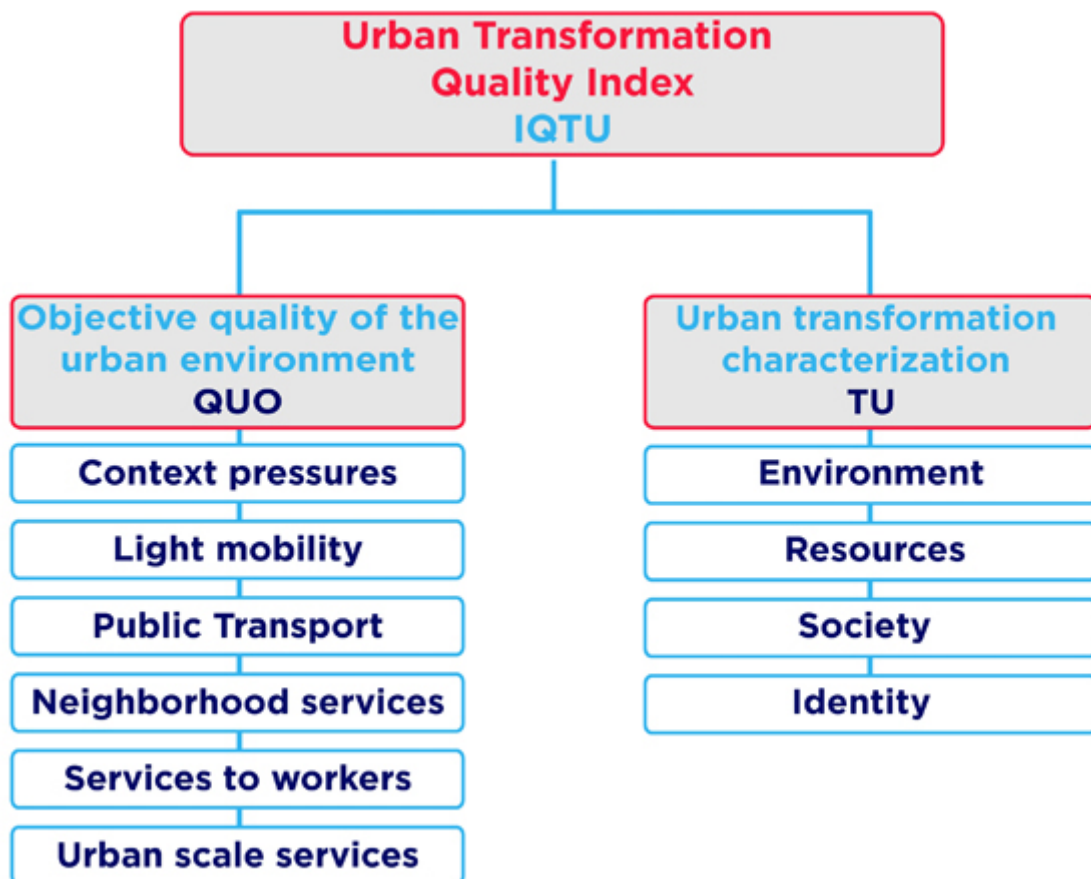 Urban Transformation
Quality Index
IQTU
Objective quality of the
urban environment
QUO
Context pressures
Light mobility
Public Transport
Neighborhood services
Services to workers
Urban scale services
Urban transformation
characterization
TU
Environment
Resources
Society
Identity